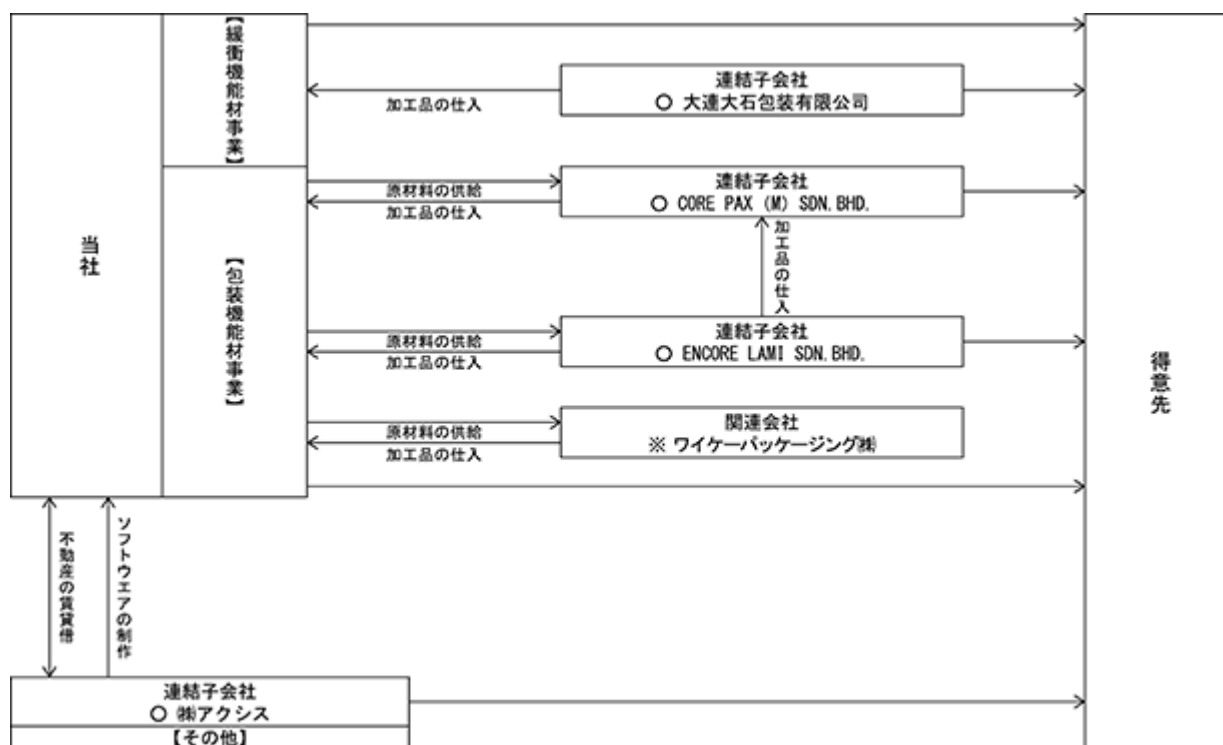 当社
【緩衝機能材事業】
連結子会社
○ 大連大石包装有限公司
加工品の仕入
【包装機能材事業】
連結子会社
○ CORE PAX (M) SDN.BHD.
原材料の供給
加工品の仕入
加工品の仕入
連結子会社
○ ENCORE LAMI SDN.BHD.
原材料の供給
加工品の仕入
関連会社
※ ワイケーパッケージング㈱
原材料の供給
加工品の仕入
得意先
不動産の賃貸借
ソフトウエアの制作
連結子会社
○ ㈱アクシス
【その他】